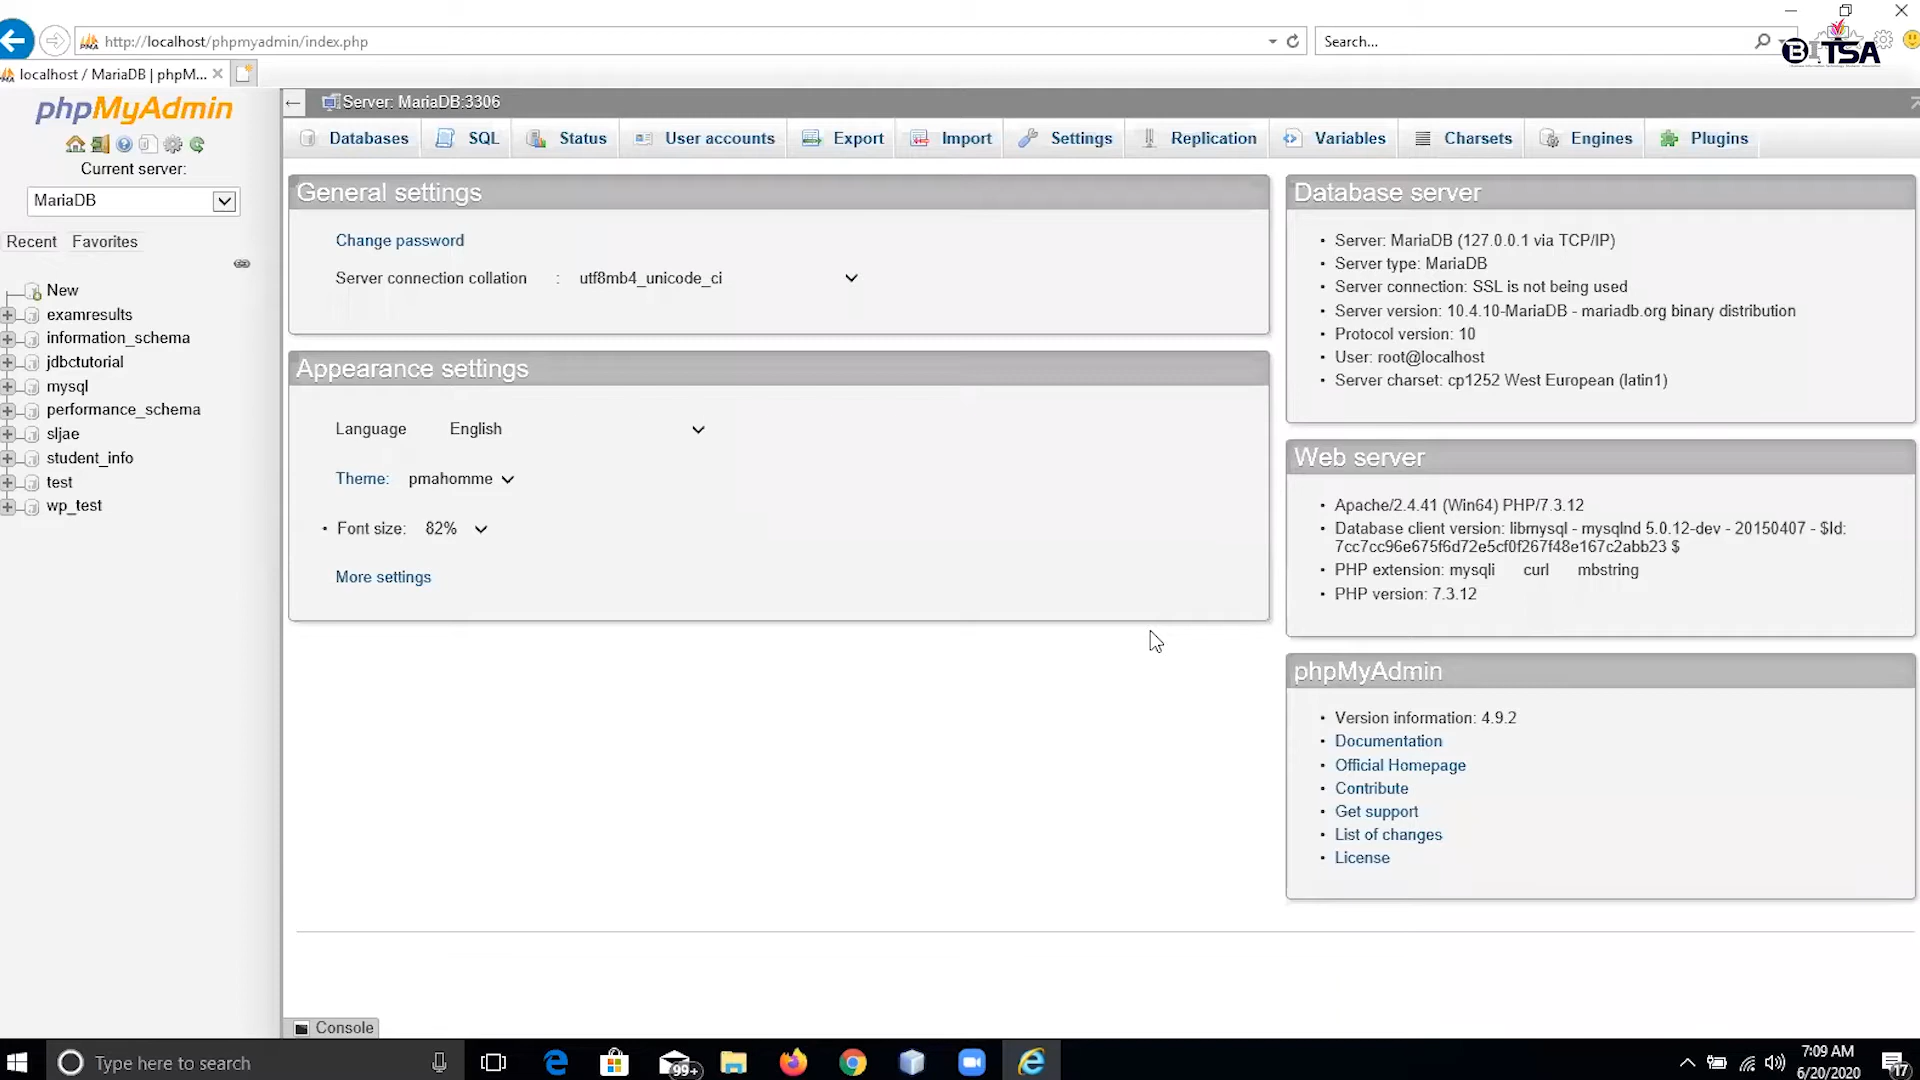 http://localhost/phpmyadmin/index.php
Search...
BITSA
localhost / MariaDB | phpM...
phpMyAdmin
Current server:
MariaDB
Recent Favorites
New
examresults
information_schema
jdbctutorial
mysql
performance_schema
sljae
student_info
test
wp_test
Server: MariaDB:3306
Databases SQL Status User accounts Export Import Settings Replication Variables Charsets Engines Plugins
General settings
Change password
Server connection collation : utf8mb4_unicode_ci
Appearance settings
Language English
Theme: pmahomme
• Font size: 82%
More settings
Database server
• Server: MariaDB (127.0.0.1 via TCP/IP)
• Server type: MariaDB
• Server connection: SSL is not being used
• Server version: 10.4.10-MariaDB - mariadb.org binary distribution
• Protocol version: 10
• User: root@localhost
• Server charset: cp1252 West European (latin1)
Web server
• Apache/2.4.41 (Win64) PHP/7.3.12
• Database client version: libmysql - mysqlnd 5.0.12-dev - 20150407 - $Id:
7cc7cc96e675f6d72e5cf0f267f48e167c2abb23 $
• PHP extension: mysqli curl mbstring
• PHP version: 7.3.12
phpMyAdmin
• Version information: 4.9.2
• Documentation
• Official Homepage
• Contribute
• Get support
• List of changes
• License
Console
Type here to search
99+
7:09 AM
6/20/2020
17